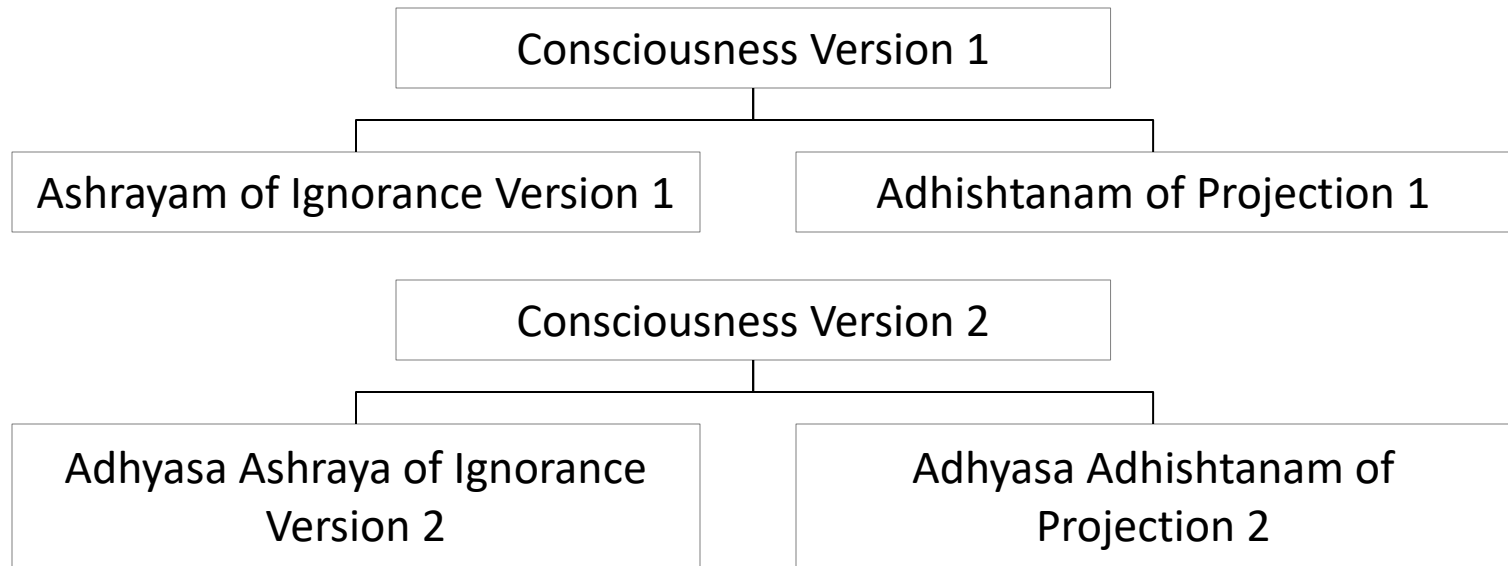 Consciousness Version 1
Ashrayam of Ignorance Version 1
Adhishtanam of Projection 1
Consciousness Version 2
Adhyasa Ashraya of Ignorance
Version 2
Adhyasa Adhishtanam of
Projection 2